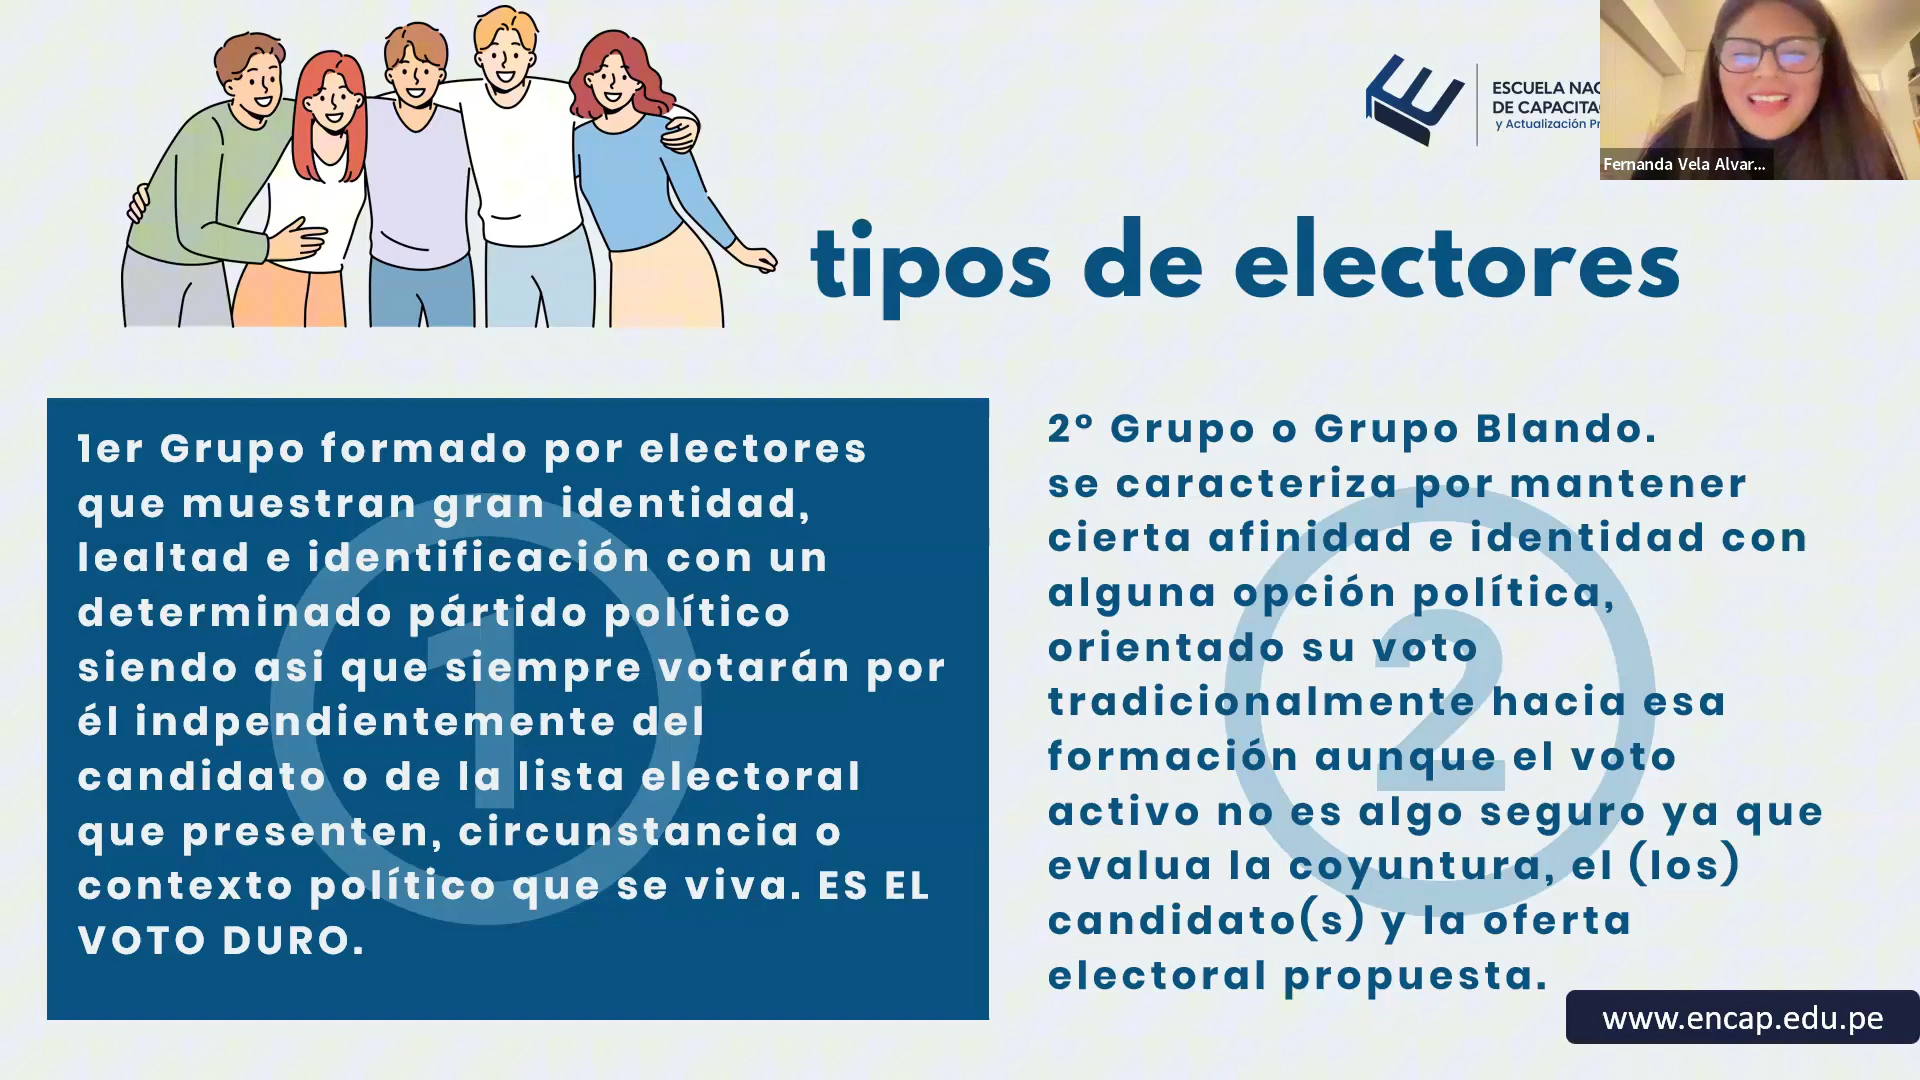 ESCUELA NAC
DE CAPACITA
y Actualización Pr
Fernanda Vela Alvar...
tipos de electores
1er Grupo formado por electores
que muestran gran identidad,
lealtad e identificación con un
determinado pártido político
siendo asi que siempre votarán por
él indpendientemente del
candidato o de la lista electoral
que presenten, circunstancia o
contexto político que se viva. ES EL
VOTO DURO.
1
2º Grupo o Grupo Blando.
se caracteriza por mantener
cierta afinidad e identidad con
alguna opción política,
orientado su voto
tradicionalmente hacia esa
formación aunque el voto
activo no es algo seguro ya que
evalua la coyuntura, el (los)
candidato(s) y la oferta
electoral propuesta.
2
www.encap.edu.pe